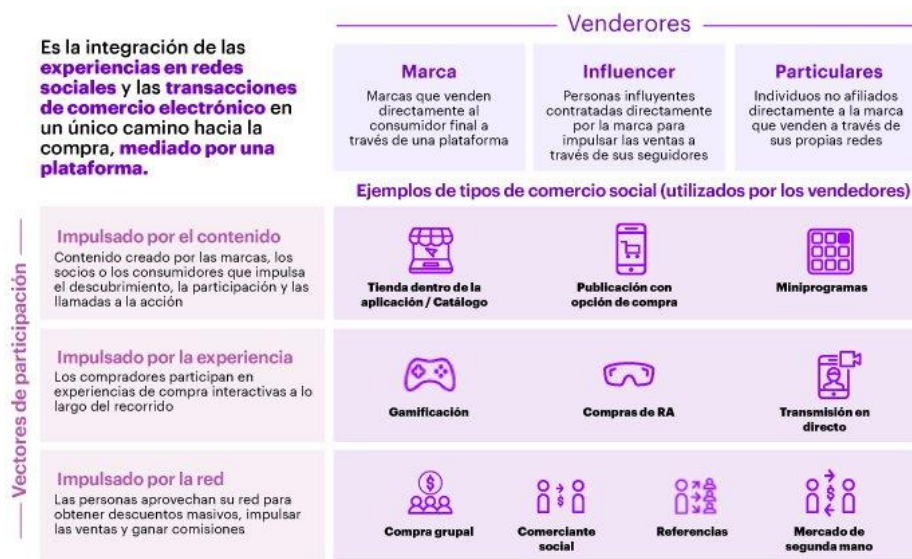 Es la integración de las
experiencias en redes
sociales y las transacciones
de comercio electrónico en
un único camino hacia la
compra, mediado por una
plataforma.
Venderores
Marca
Marcas que venden
directamente al
consumidor final a
través de una plataforma
Influencer
Personas influyentes
contratadas directamente
por la marca para
impulsar las ventas a
través de sus seguidores
Particulares
Individuos no afiliados
directamente a la marca
que venden a través de
sus propias redes
Ejemplos de tipos de comercio social (utilizados por los vendedores)
Vectores de participación
Impulsado por el contenido
Contenido creado por las marcas, los
socios o los consumidores que impulsa
el descubrimiento, la participación y las
llamadas a la acción
Tienda dentro de la
aplicación / Catálogo
Publicación con
opción de compra
Miniprogramas
Impulsado por la experiencia
Los compradores participan en
experiencias de compra interactivas a lo
largo del recorrido
Gamificación
Compras de RA
Transmisión en
directo
Impulsado por la red
Las personas aprovechan su red para
obtener descuentos masivos, impulsar
las ventas y ganar comisiones
$
Compra grupal
$
Comerciante
social
Referencias
$
Mercado de
segunda mano